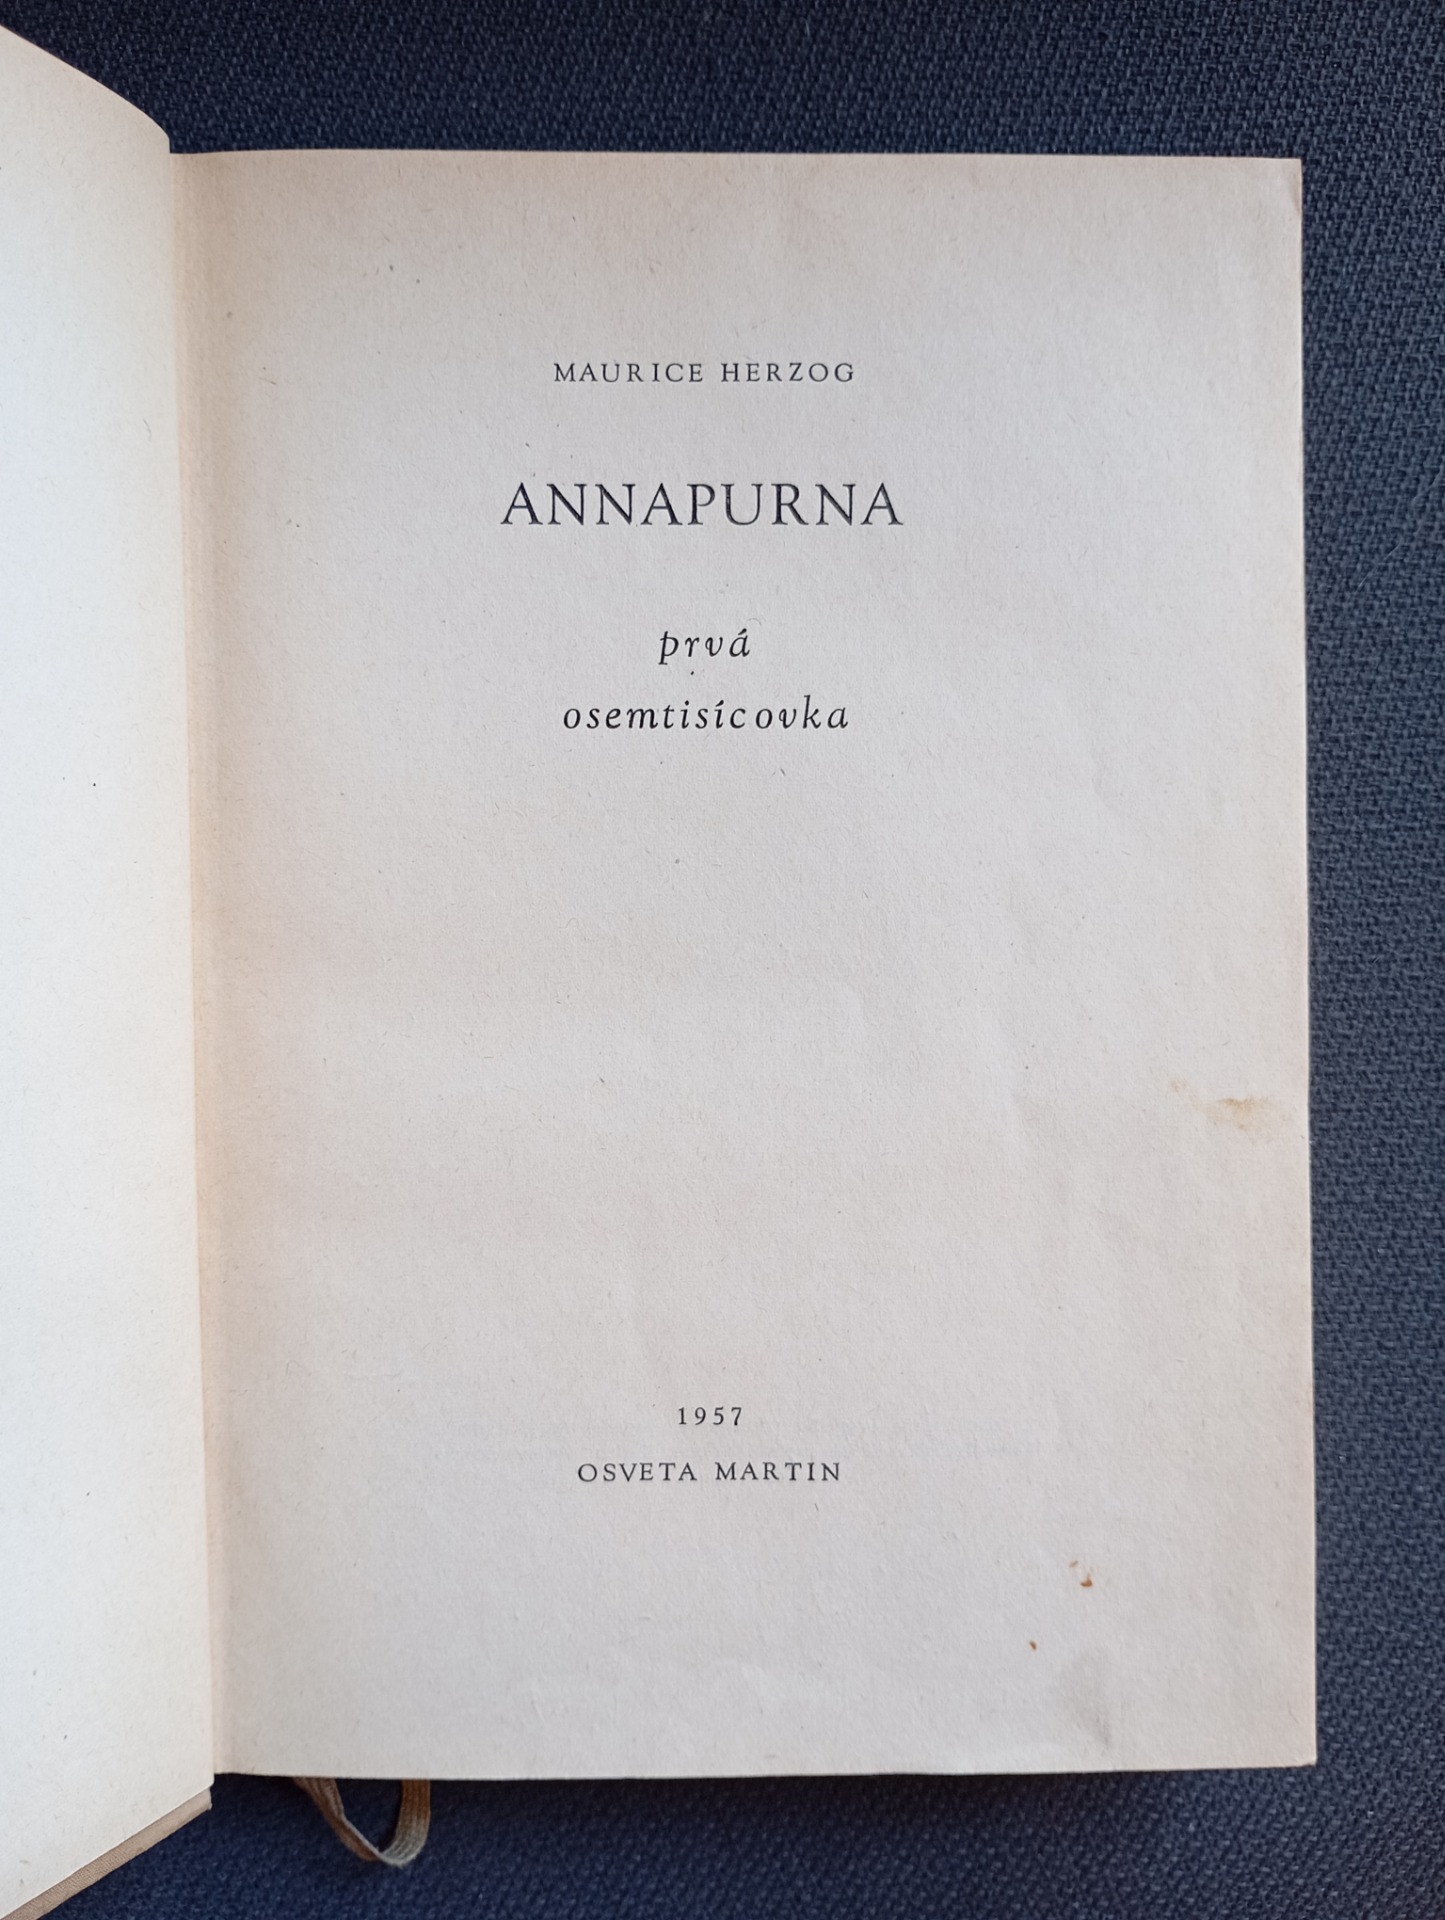 MAURICE HERZOG
ANNAPURNA
prvá
osemtisícovka
1957
OSVETA MARTIN